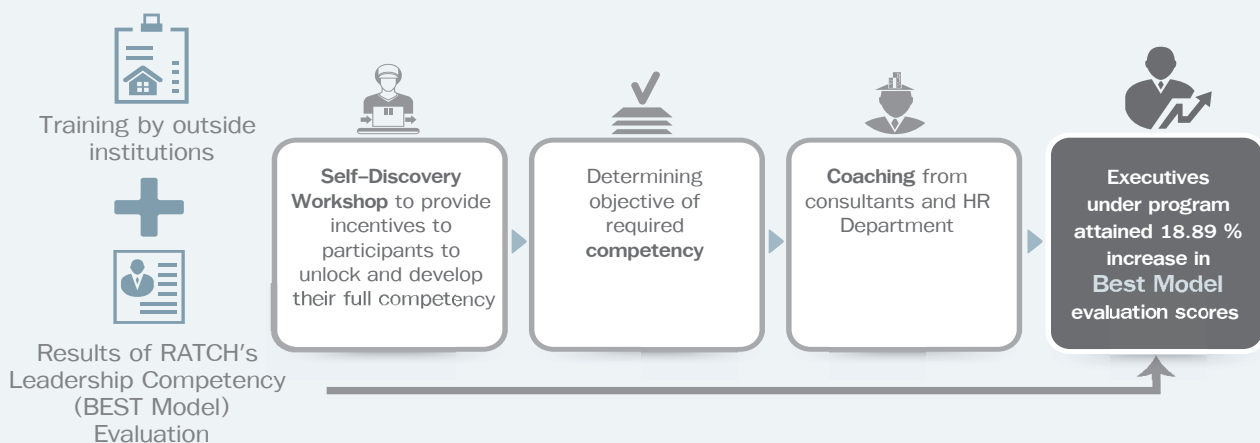 Training by outside
institutions
Results of RATCH's
Leadership Competency
(BEST Model)
Evaluation
Self–Discovery
Workshop to provide
incentives to
participants to
unlock and develop
their full competency
Determining
objective of
required
competency
Coaching from
consultants and HR
Department
Executives
under program
attained 18.89 %
increase in
Best Model
evaluation scores